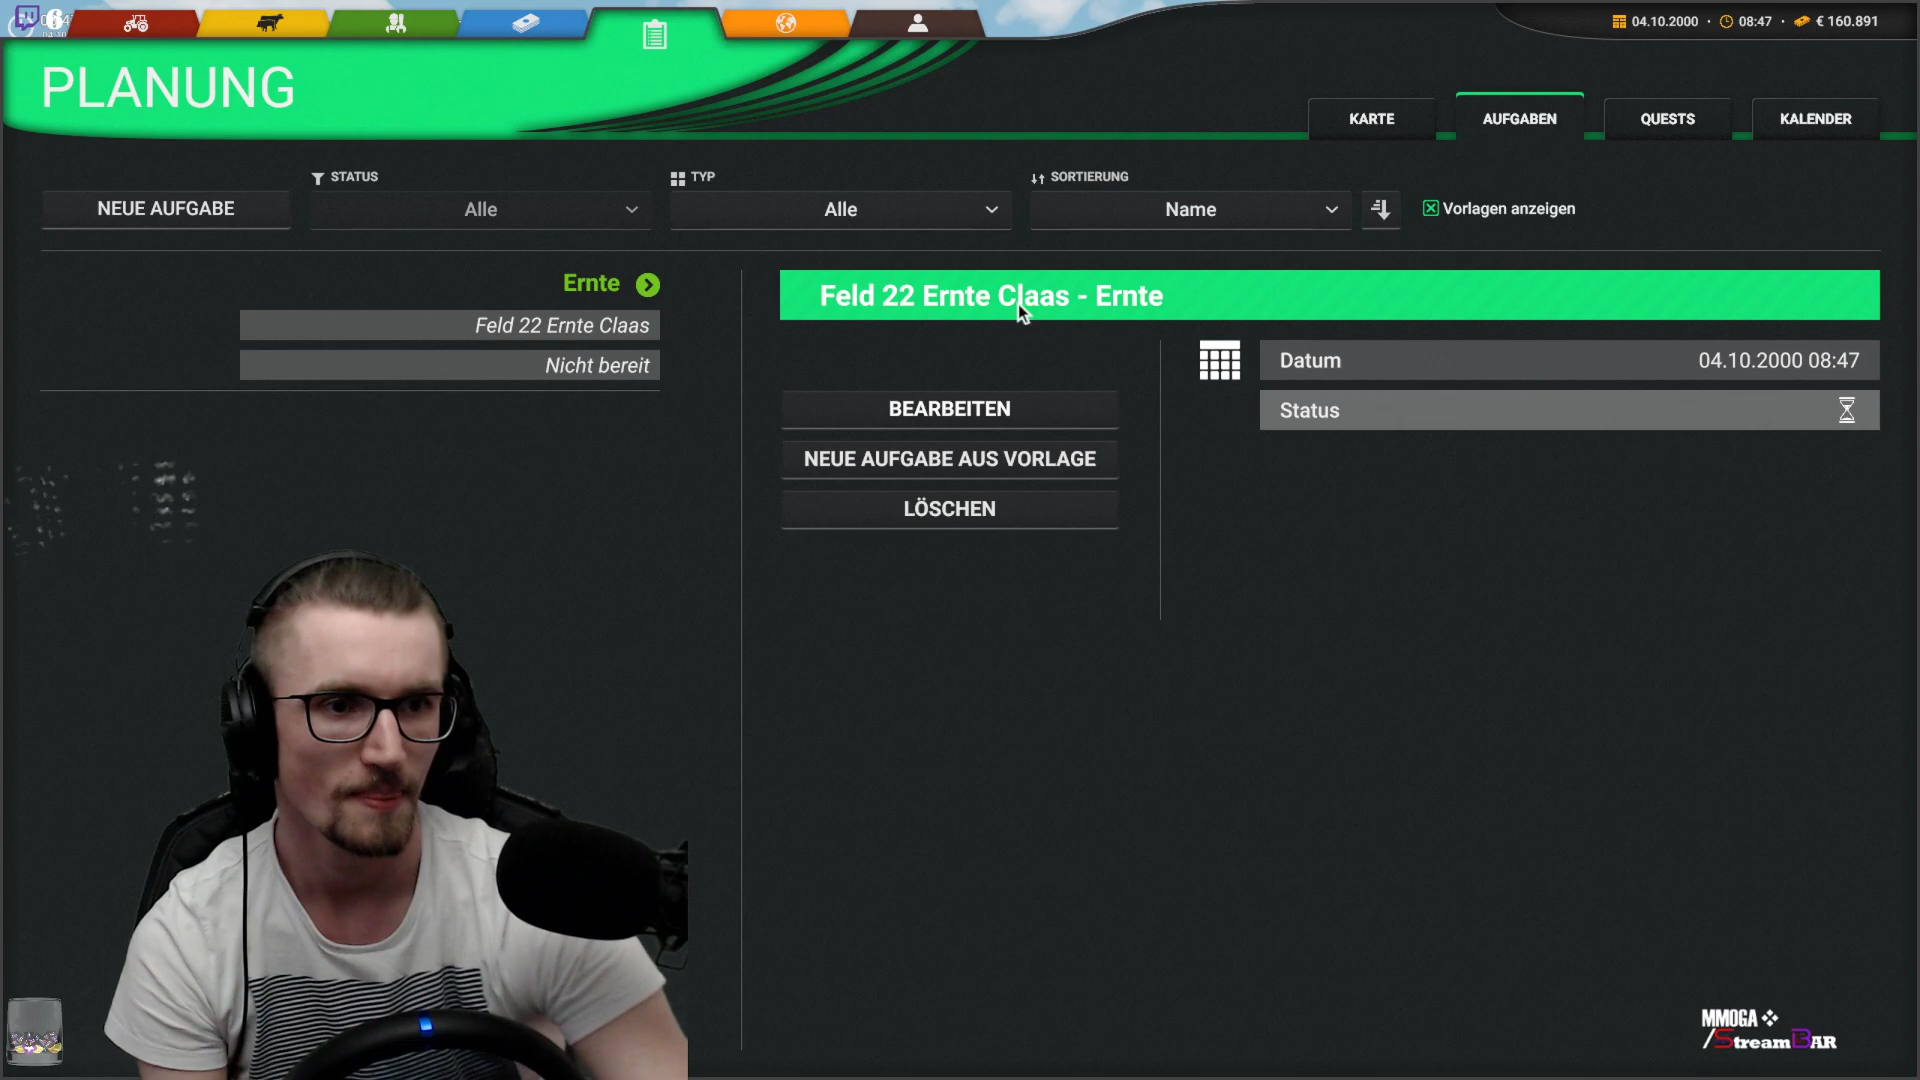 04.10.2000 · 08:47 · € 160.891
PLANUNG
KARTE
AUFGABEN
QUESTS
KALENDER
STATUS
TYP
SORTIERUNG
NEUE AUFGABE
Alle
Alle
Name
Vorlagen anzeigen
Ernte
Feld 22 Ernte Claas
Nicht bereit
Feld 22 Ernte Claas - Ernte
BEARBEITEN
NEUE AUFGABE AUS VORLAGE
LÖSCHEN
Datum
04.10.2000 08:47
Status
MMOGA
/StreamBAR